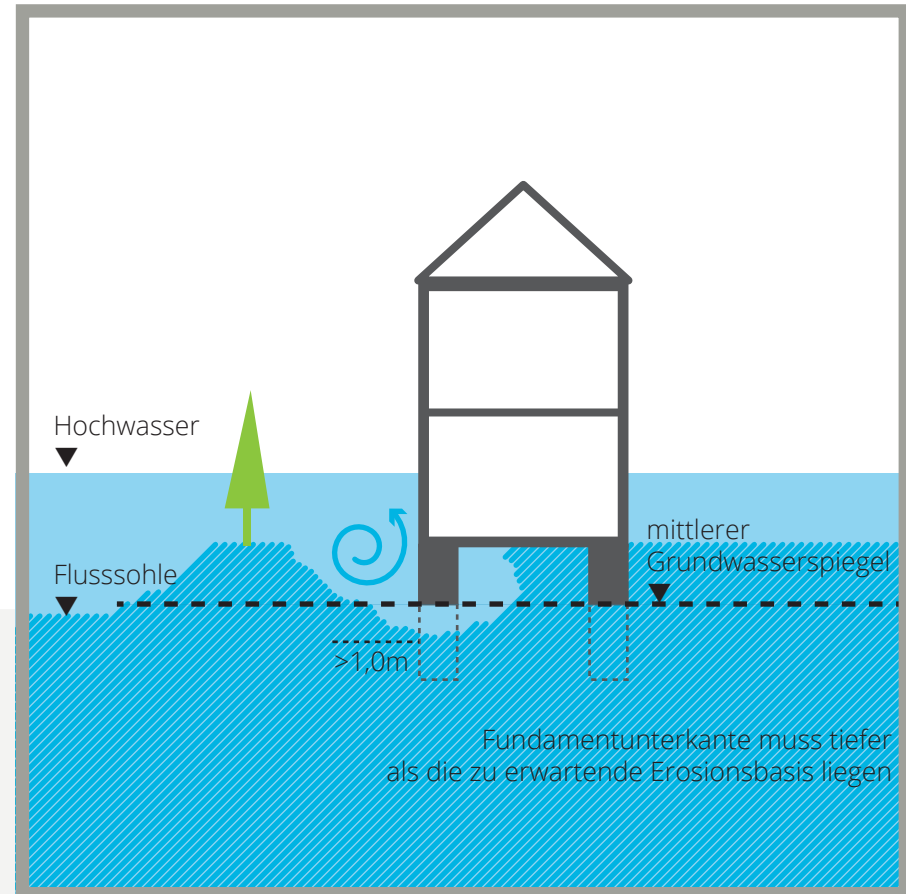 Hochwasser
Flusssohle
mittlerer
Grundwasserspiegel
>1,0m
Fundamentunterkante muss tiefer
als die zu erwartende Erosionsbasis liegen